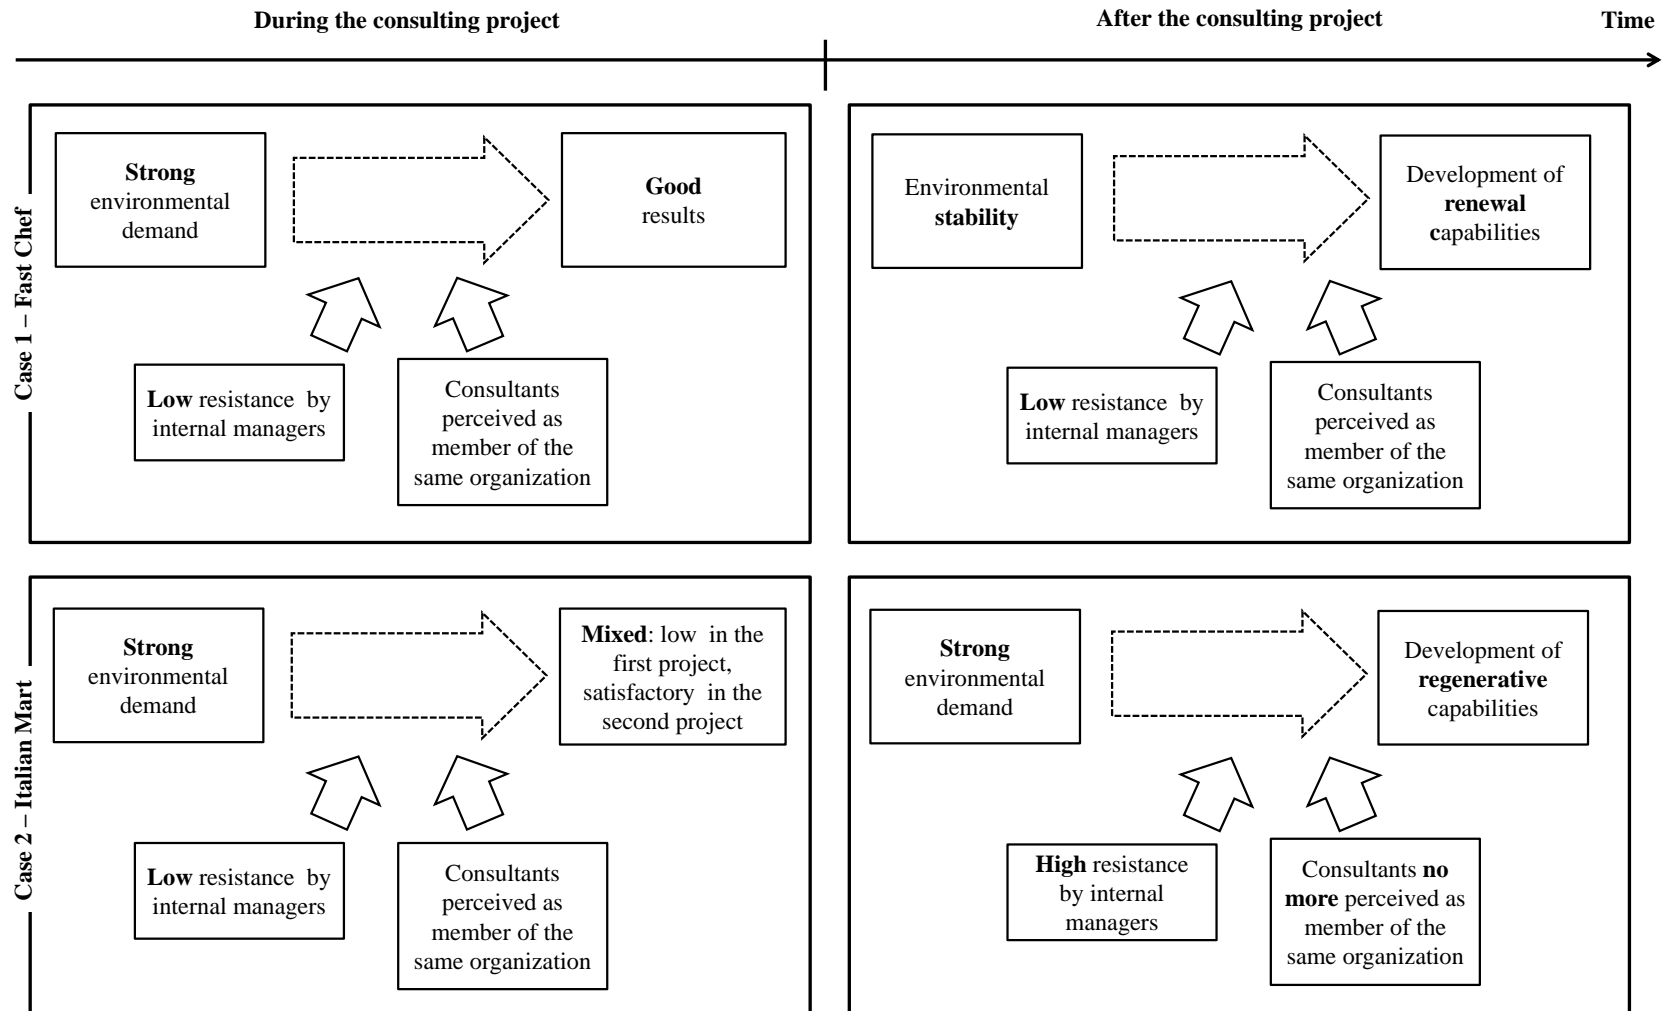 During the consulting project
After the consulting project
Time
Case 1 – Fast Chef
Strong
environmental
demand
Good
results
Low resistance by
internal managers
Consultants
perceived as
member of the
same organization
Environmental
stability
Development of
renewal
capabilities
Low resistance by
internal managers
Consultants
perceived as
member of the
same organization
Case 2 – Italian Mart
Strong
environmental
demand
Mixed: low in the
first project,
satisfactory in the
second project
Low resistance by
internal managers
Consultants
perceived as
member of the
same organization
Strong
environmental
demand
Development of
regenerative
capabilities
High resistance
by internal
managers
Consultants no
more perceived as
member of the
same organization